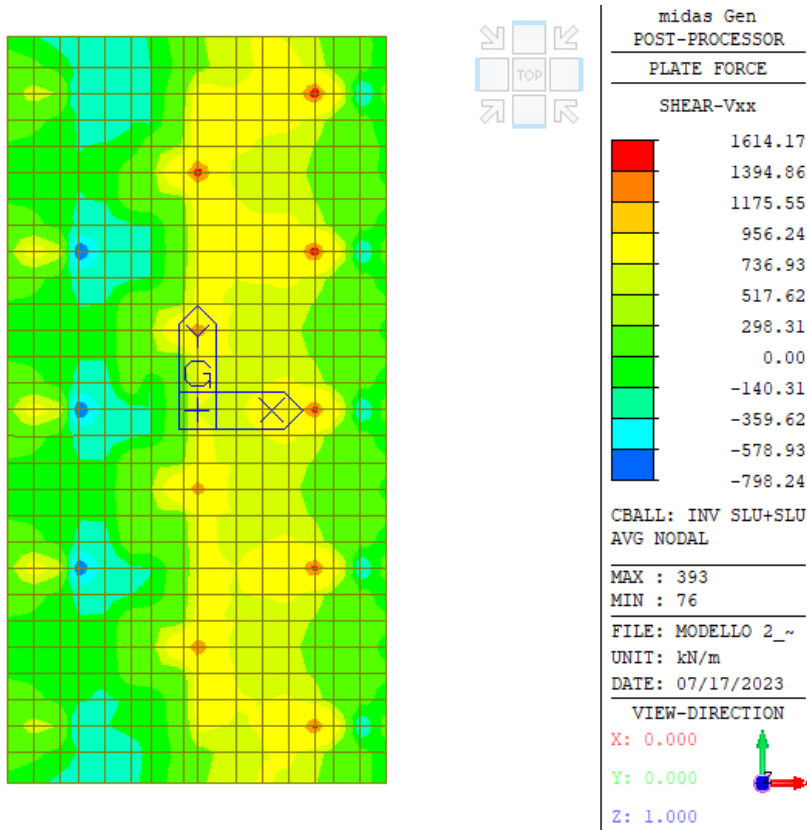 TOP
Y
G
X
midas Gen
POST-PROCESSOR
PLATE FORCE
SHEAR-Vxx
1614.17
1394.86
1175.55
956.24
736.93
517.62
298.31
0.00
-140.31
-359.62
-578.93
-798.24
CBALL: INV SLU+SLU
AVG NODAL
MAX : 393
MIN : 76
FILE: MODELLO 2_~
UNIT: kN/m
DATE: 07/17/2023
VIEW-DIRECTION
X: 0.000
Y: 0.000
Z: 1.000
Z